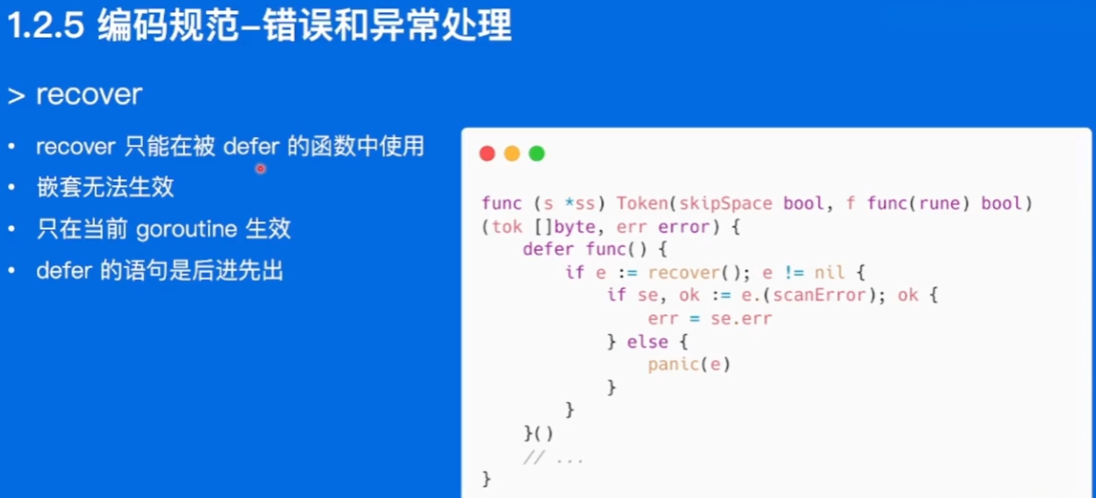 1.2.5 编码规范-错误和异常处理
> recover
• recover 只能在被 defer 的函数中使用
• 嵌套无法生效
• 只在当前 goroutine 生效
• defer 的语句是后进先出
func (s *ss) Token(skipSpace bool, f func(rune) bool)
(tok []byte, err error) {
    defer func() {
        if e := recover(); e != nil {
            if se, ok := e.(scanError); ok {
                err = se.err
            } else {
                panic(e)
            }
        }
    }()
    // ...
}